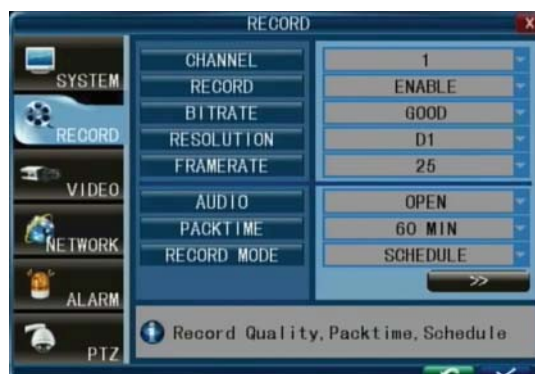 RECORD
X
SYSTEM
RECORD
VIDEO
NETWORK
ALARM
PTZ
CHANNEL 1
RECORD ENABLE
BITRATE GOOD
RESOLUTION D1
FRAMERATE 25
AUDIO OPEN
PACKTIME 60 MIN
RECORD MODE SCHEDULE
>>
Record Quality,Packtime,Schedule